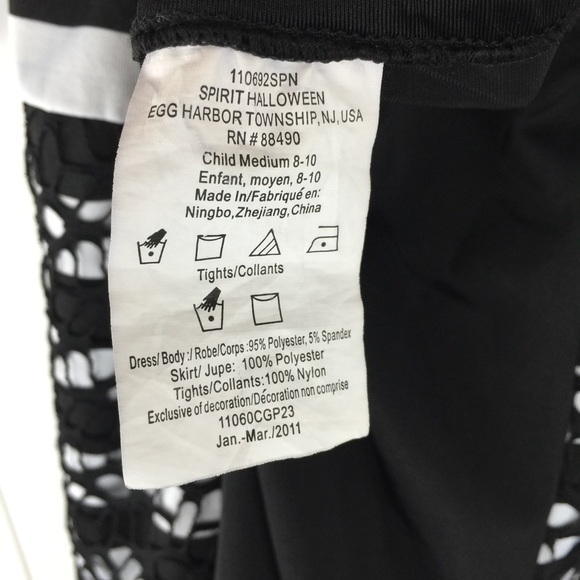 110692SPN
SPIRIT HALLOWEEN
EGG HARBOR TOWNSHIP,NJ,USA
RN # 88490
Child Medium 8-10
Enfant, moyen, 8-10
Made In/Fabriqué en:
Ningbo,Zhejiang,China
Tights/Collants
Dress/Body :/ Robe/Corps :95% Polyester, 5% Spandex
Skirt/ Jupe: 100% Polyester
Tights/Collants:100% Nylon
Exclusive of decoration/Décoration non comprise
11060CGP23
Jan.-Mar./2011